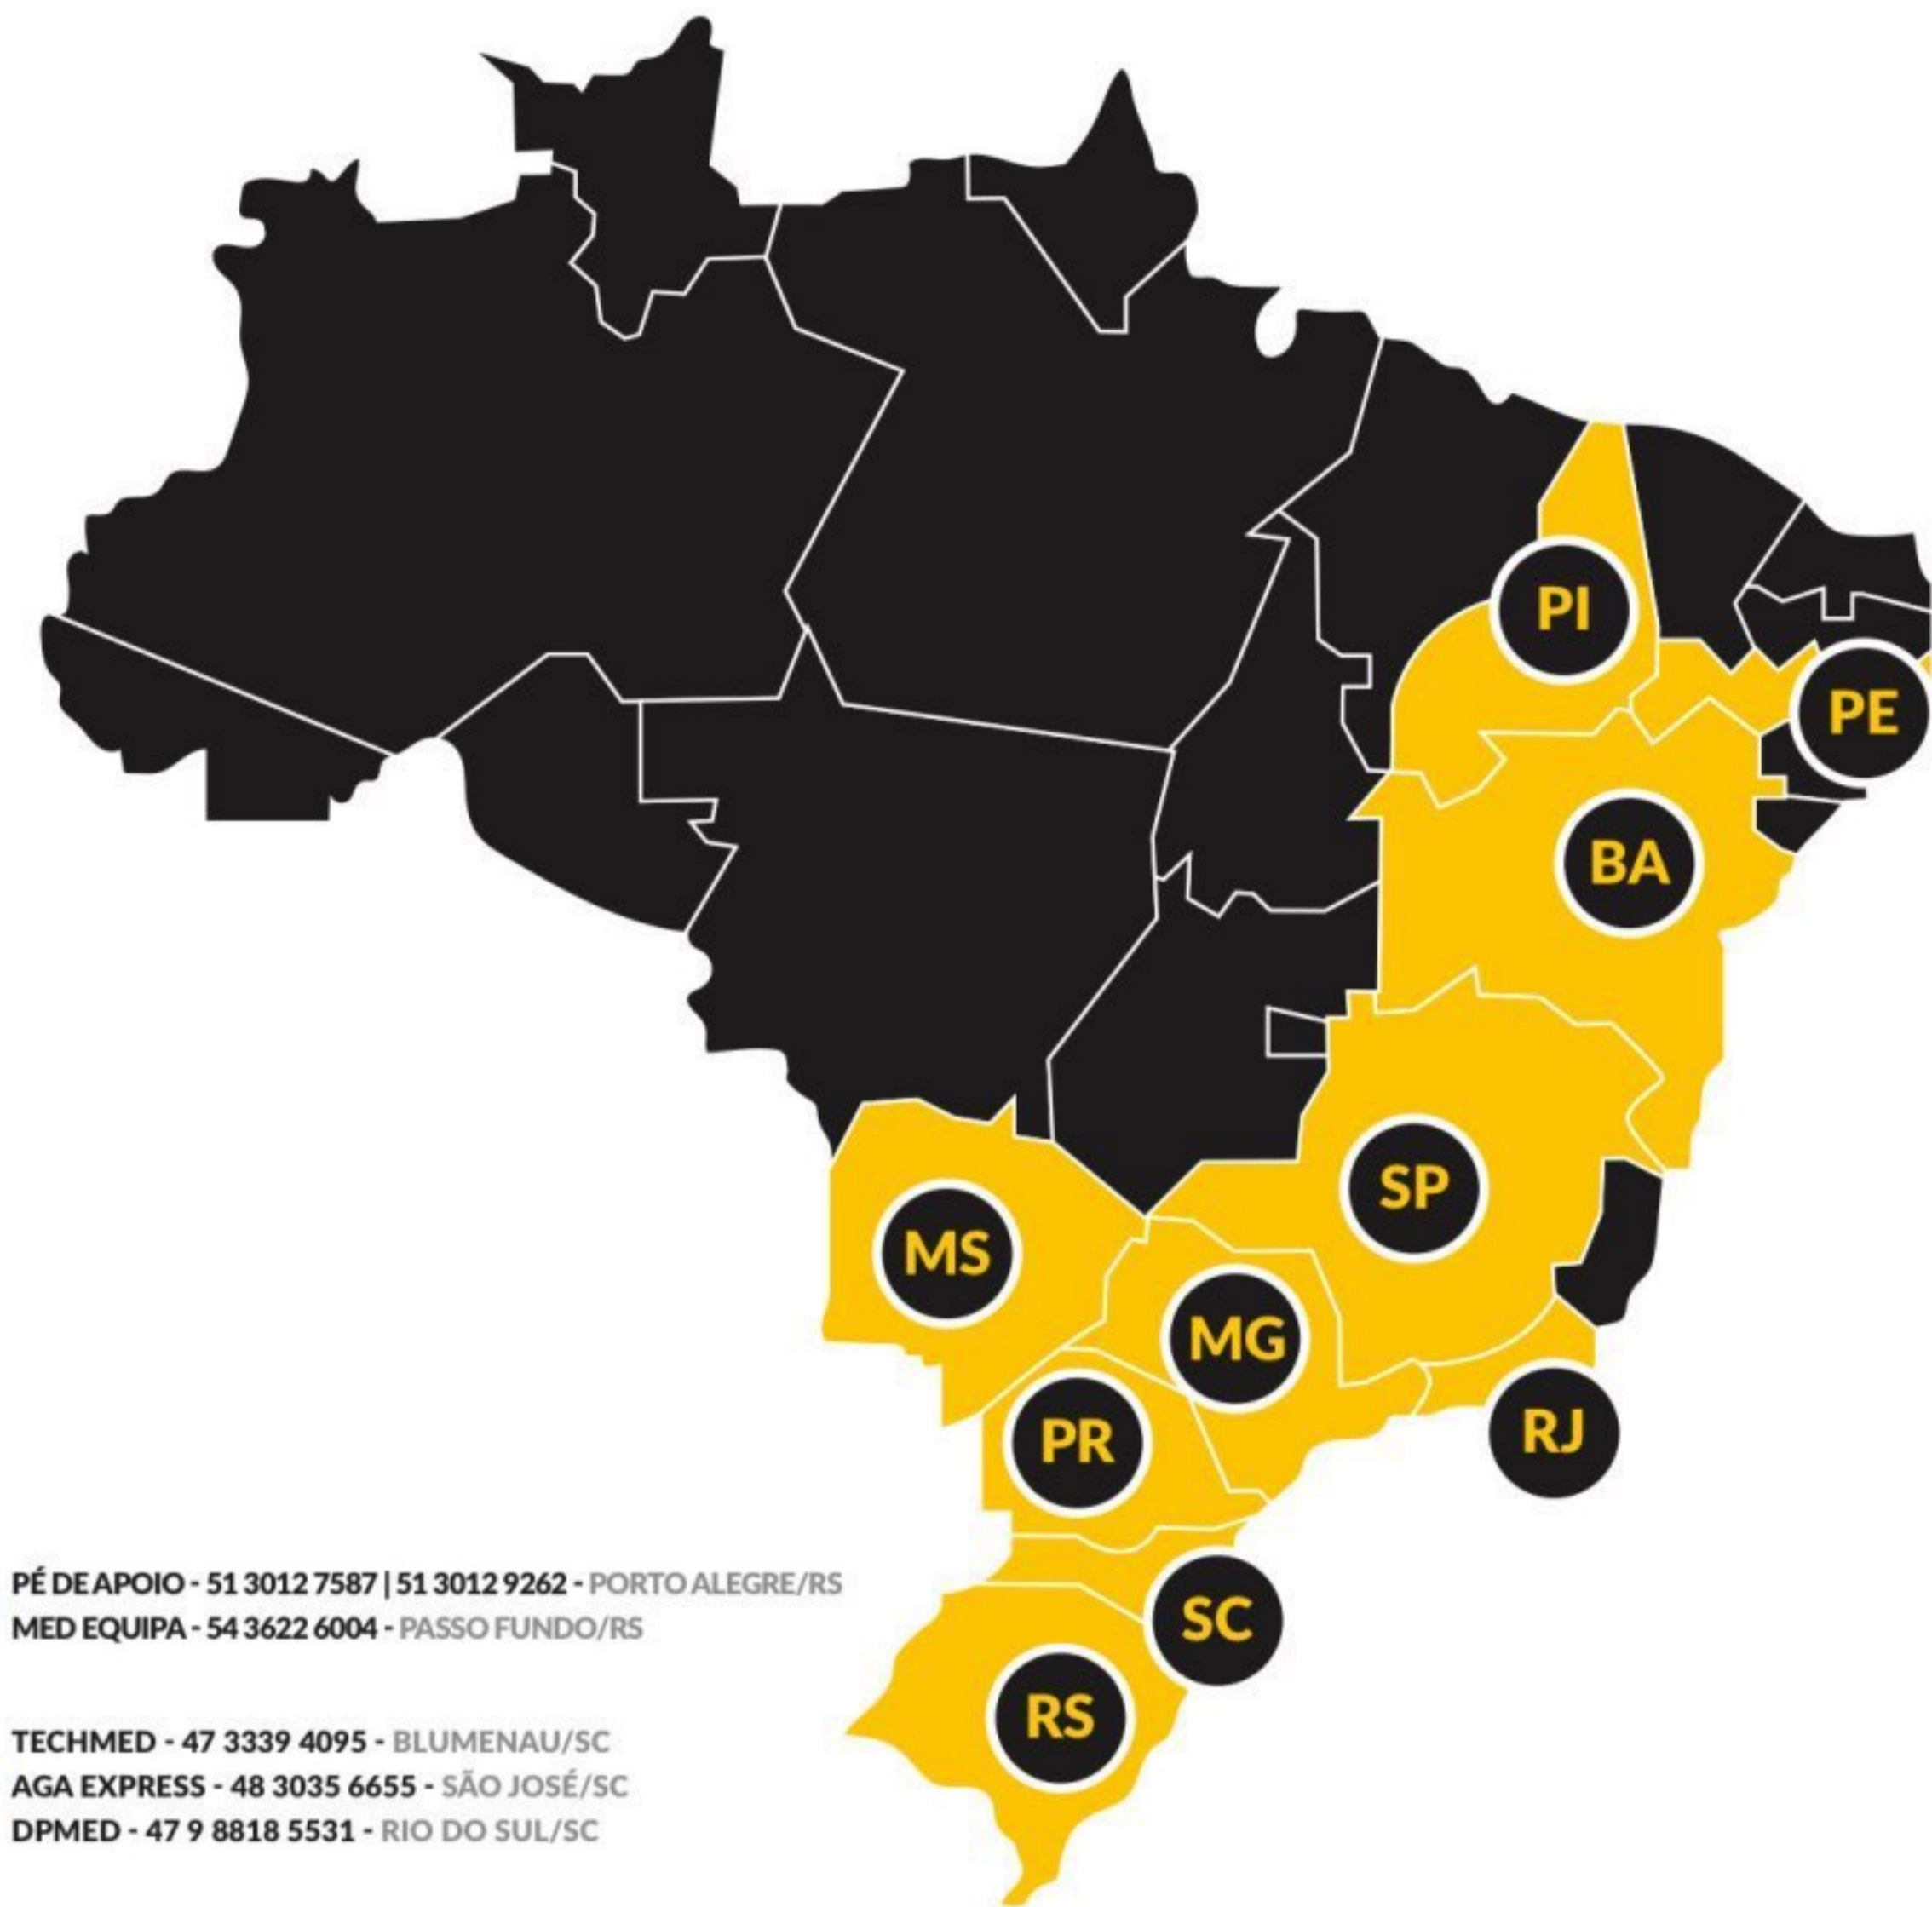 PI
PE
BA
SP
MS
MG
RJ
PR
SC
RS
PÉ DE APOIO - 51 3012 7587 | 51 3012 9262 - PORTO ALEGRE/RS
MED EQUIPA - 54 3622 6004 - PASSO FUNDO/RS
TECHMED - 47 3339 4095 - BLUMENAU/SC
AGA EXPRESS - 48 3035 6655 - SÃO JOSÉ/SC
DPMED - 47 9 8818 5531 - RIO DO SUL/SC